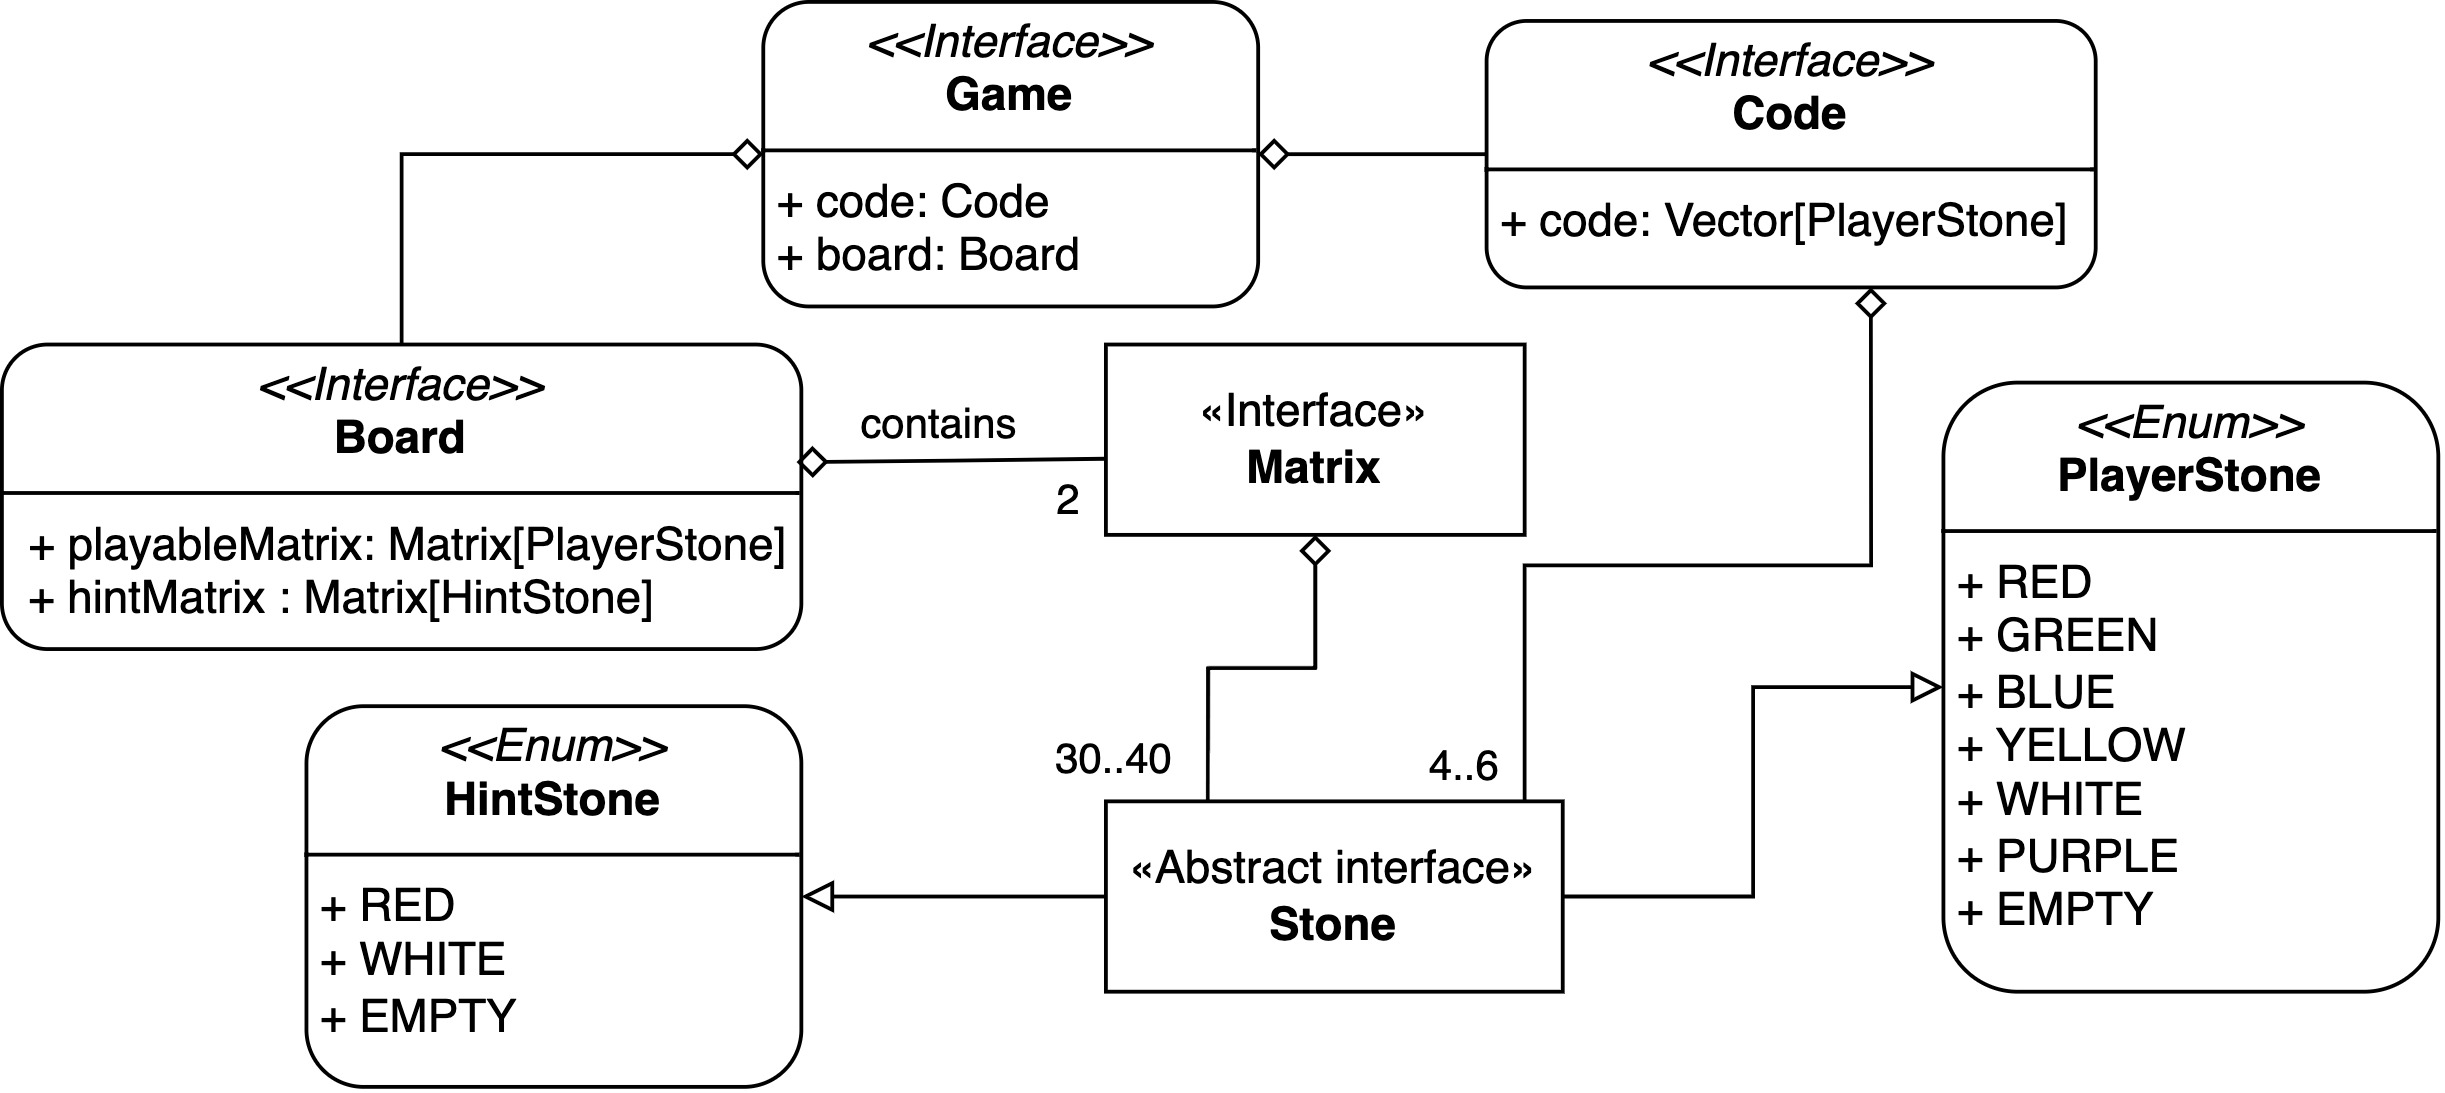 <<Interface>>
Game
+ code: Code
+ board: Board
<<Interface>>
Code
+ code: Vector[PlayerStone]
<<Interface>>
Board
+ playableMatrix: Matrix[PlayerStone]
+ hintMatrix : Matrix[HintStone]
contains
2
«Interface»
Matrix
<<Enum>>
PlayerStone
+ RED
+ GREEN
+ BLUE
+ YELLOW
+ WHITE
+ PURPLE
+ EMPTY
<<Enum>>
HintStone
+ RED
+ WHITE
+ EMPTY
30..40
4..6
«Abstract interface»
Stone